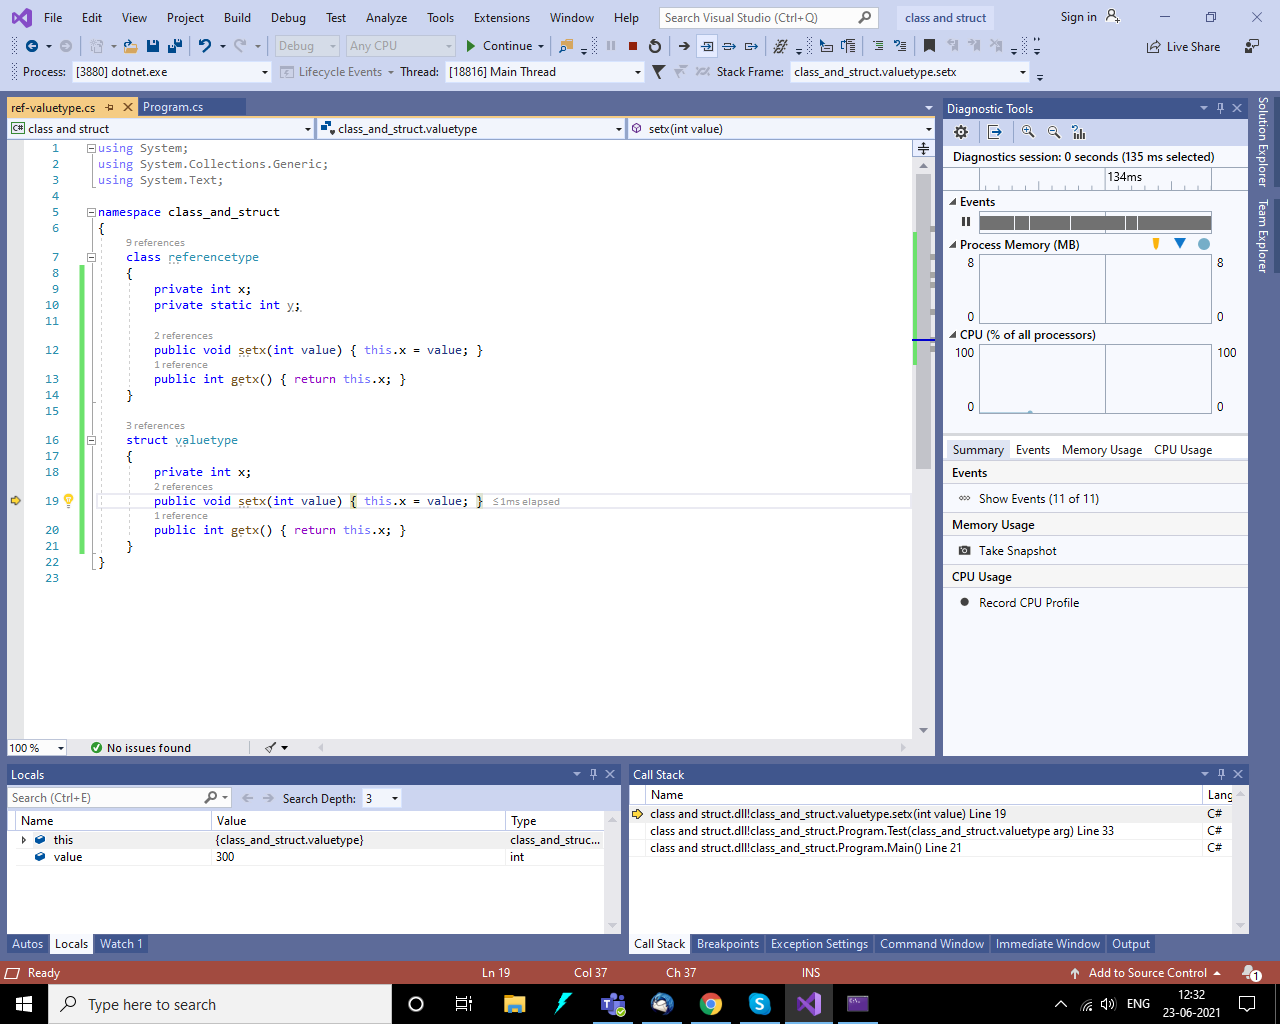 File Edit View Project Build Debug Test Analyze Tools Extensions Window Help Search Visual Studio (Ctrl+Q) class and struct Sign in
Debug Any CPU Continue Live Share
Process: [3880] dotnet.exe Lifecycle Events Thread: [18816] Main Thread Stack Frame: class_and_struct.valuetype.setx
ref-valuetype.cs Program.cs
C# class and struct class_and_struct.valuetype setx(int value)
1 using System;
2 using System.Collections.Generic;
3 using System.Text;
4
5 namespace class_and_struct
6 {
9 references
7 class referencetype
8 {
9 private int x;
10 private static int y;
11
2 references
12 public void setx(int value) { this.x = value; }
1 reference
13 public int getx() { return this.x; }
14 }
15
3 references
16 struct valuetype
17 {
18 private int x;
2 references
19 public void setx(int value) { this.x = value; } ≤1ms elapsed
1 reference
20 public int getx() { return this.x; }
21 }
22 }
23
100 % No issues found
Diagnostic Tools
Diagnostics session: 0 seconds (135 ms selected)
134ms
Events
Process Memory (MB)
8 8
0 0
CPU (% of all processors)
100 100
0 0
Summary Events Memory Usage CPU Usage
Events
Show Events (11 of 11)
Memory Usage
Take Snapshot
CPU Usage
Record CPU Profile
Solution Explorer
Team Explorer
Locals
Search (Ctrl+E) Search Depth: 3
Name Value Type
this {class_and_struct.valuetype} class_and_struc...
value 300 int
Autos Locals Watch 1
Call Stack
Name Lang
class and struct.dll!class_and_struct.valuetype.setx(int value) Line 19 C#
class and struct.dll!class_and_struct.Program.Test(class_and_struct.valuetype arg) Line 33 C#
class and struct.dll!class_and_struct.Program.Main() Line 21 C#
Call Stack Breakpoints Exception Settings Command Window Immediate Window Output
Ready Ln 19 Col 37 Ch 37 INS Add to Source Control 1
Type here to search ENG 12:32
23-06-2021